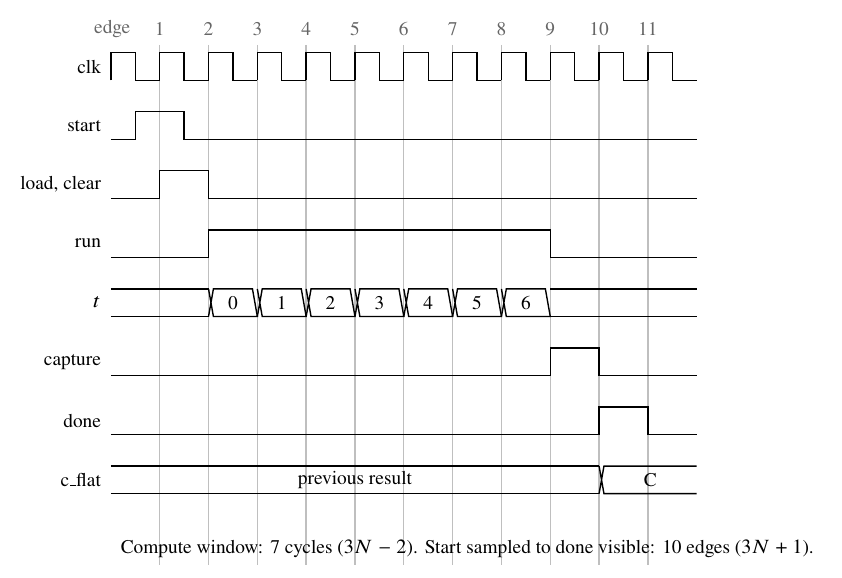 edge 1 2 3 4 5 6 7 8 9 10 11
clk
start
load, clear
run
t 0 1 2 3 4 5 6
capture
done
c_flat previous result C
Compute window: 7 cycles (3N − 2). Start sampled to done visible: 10 edges (3N + 1).